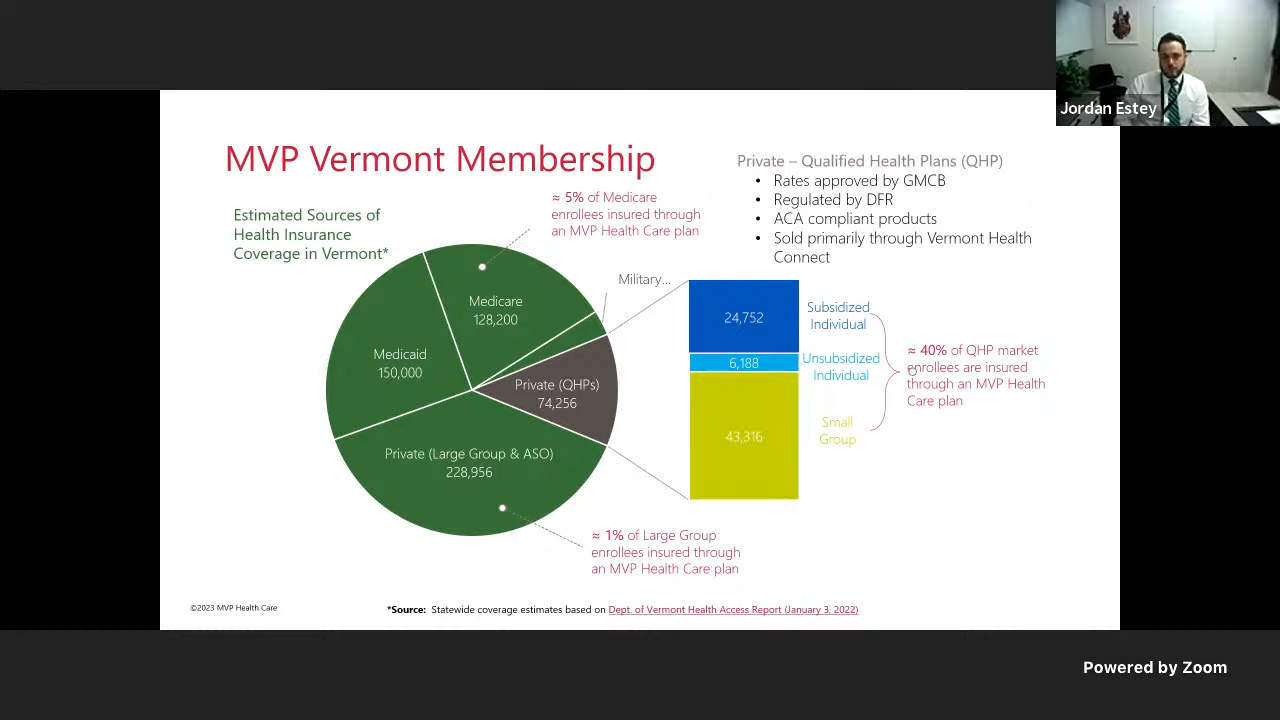 Jordan Estey
MVP Vermont Membership
Estimated Sources of
Health Insurance
Coverage in Vermont*
≈ 5% of Medicare
enrollees insured through
an MVP Health Care plan
Private – Qualified Health Plans (QHP)
• Rates approved by GMCB
• Regulated by DFR
• ACA compliant products
• Sold primarily through Vermont Health
Connect
Military...
Medicare
128,200
Medicaid
150,000
Private (QHPs)
74,256
Private (Large Group & ASO)
228,956
24,752
Subsidized
Individual
6,188
Unsubsidized
Individual
43,316
Small
Group
≈ 40% of QHP market
enrollees are insured
through an MVP Health
Care plan
≈ 1% of Large Group
enrollees insured through
an MVP Health Care plan
©2023 MVP Health Care
*Source: Statewide coverage estimates based on Dept. of Vermont Health Access Report (January 3, 2022)
Powered by Zoom